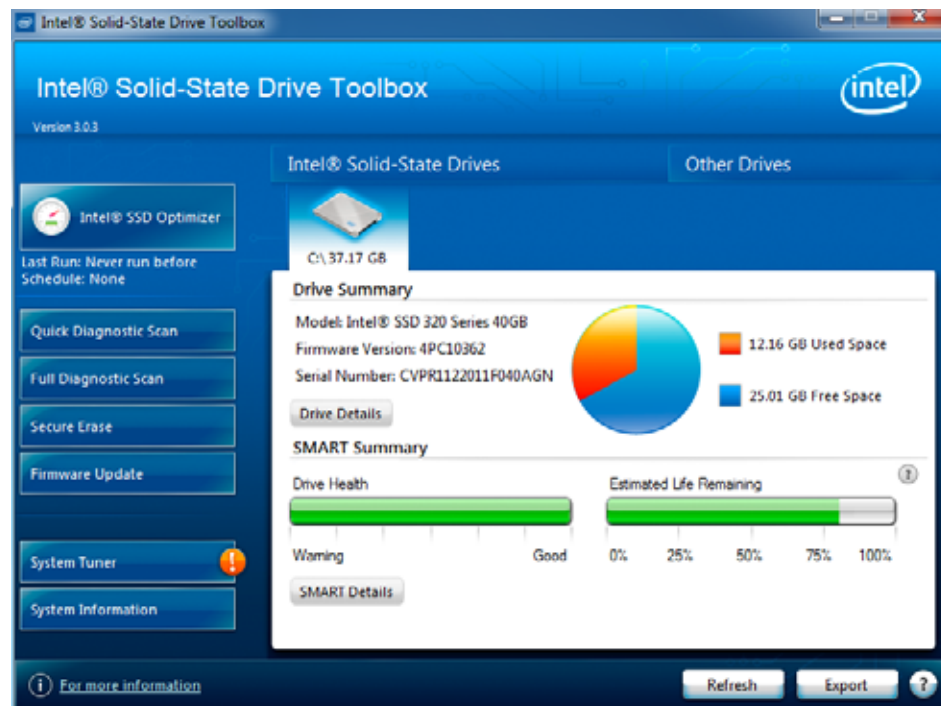 Intel® Solid-State Drive Toolbox
Intel® Solid-State Drive Toolbox
intel
Version 3.0.3
Intel® Solid-State Drives
Other Drives
Intel® SSD Optimizer
Last Run: Never run before
Schedule: None
C:\ 37.17 GB
Quick Diagnostic Scan
Full Diagnostic Scan
Secure Erase
Firmware Update
System Tuner
!
System Information
Drive Summary
Model: Intel® SSD 320 Series 40GB
Firmware Version: 4PC10362
Serial Number: CVPR1122011F040AGN
12.16 GB Used Space
25.01 GB Free Space
Drive Details
SMART Summary
Drive Health
Estimated Life Remaining
?
Warning
Good
0% 25% 50% 75% 100%
SMART Details
i
For more information
Refresh
Export
?